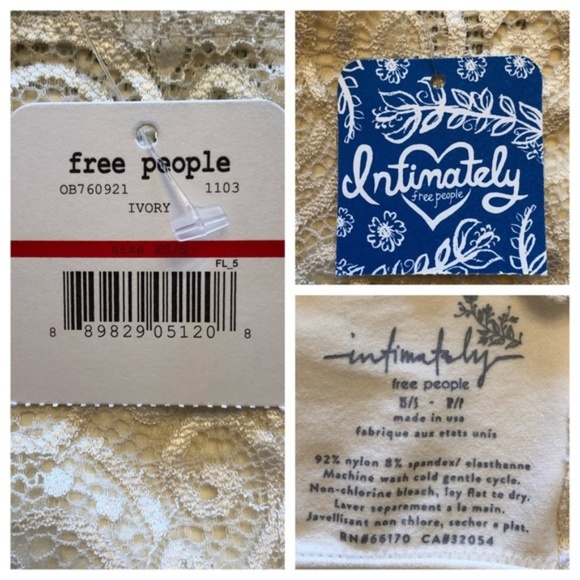 free people
OB760921 1103
IVORY
size XS/S
FL_5
8 89829 05120 8
Intimately
free people
intimately
free people
made in usa
fabrique aux etats unis
92% nylon 8% spandex/ elasthanne
Machine wash cold gentle cycle.
Non-chlorine bleach, lay flat to dry.
Laver separement a la main.
Javellisant non chlore, secher a plat.
RN#66170 CA#32054